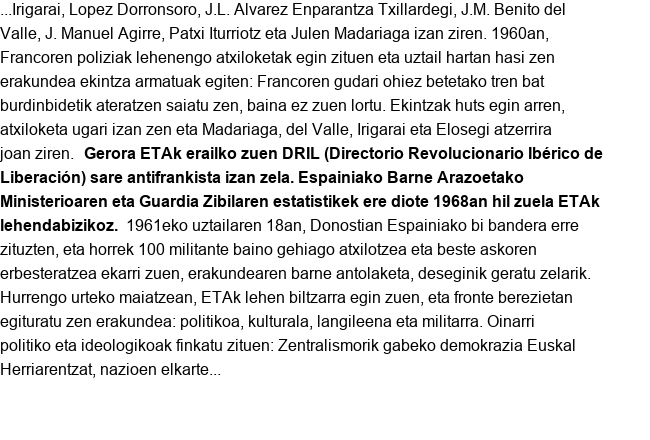 ...Irigarai, Lopez Dorronsoro, J.L. Alvarez Enparantza Txillardegi, J.M. Benito del
Valle, J. Manuel Agirre, Patxi Iturriotz eta Julen Madariaga izan ziren. 1960an,
Francoren poliziak lehenengo atxiloketak egin zituen eta uztail hartan hasi zen
erakundea ekintza armatuak egiten: Francoren gudari ohiez betetako tren bat
burdinbidetik ateratzen saiatu zen, baina ez zuen lortu. Ekintzak huts egin arren,
atxiloketa ugari izan zen eta Madariaga, del Valle, Irigarai eta Elosegi atzerrira
joan ziren. Gerora ETAk erailko zuen DRIL (Directorio Revolucionario Ibérico de
Liberación) sare antifrankista izan zela. Espainiako Barne Arazoetako
Ministerioaren eta Guardia Zibilaren estatistikek ere diote 1968an hil zuela ETAk
lehendabizikoz. 1961eko uztailaren 18an, Donostian Espainiako bi bandera erre
zituzten, eta horrek 100 militante baino gehiago atxilotzea eta beste askoren
erbesteratzea ekarri zuen, erakundearen barne antolaketa, deseginik geratu zelarik.
Hurrengo urteko maiatzean, ETAk lehen biltzarra egin zuen, eta fronte berezietan
egituratu zen erakundea: politikoa, kulturala, langileena eta militarra. Oinarri
politiko eta ideologikoak finkatu zituen: Zentralismorik gabeko demokrazia Euskal
Herriarentzat, nazioen elkarte...